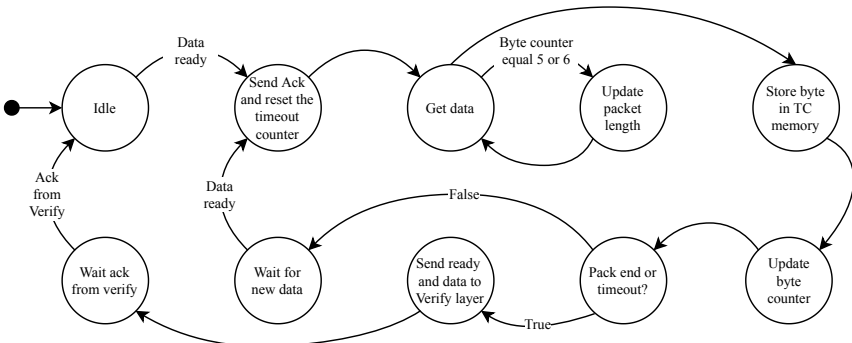 Data
ready
Byte counter
equal 5 or 6
Idle
Send Ack
and reset the
timeout
counter
Get data
Update
packet
length
Store byte
in TC
memory
Ack
from
Verify
Data
ready
False
Wait ack
from verify
Wait for
new data
Send ready
and data to
Verify layer
Pack end or
timeout?
Update
byte
counter
True